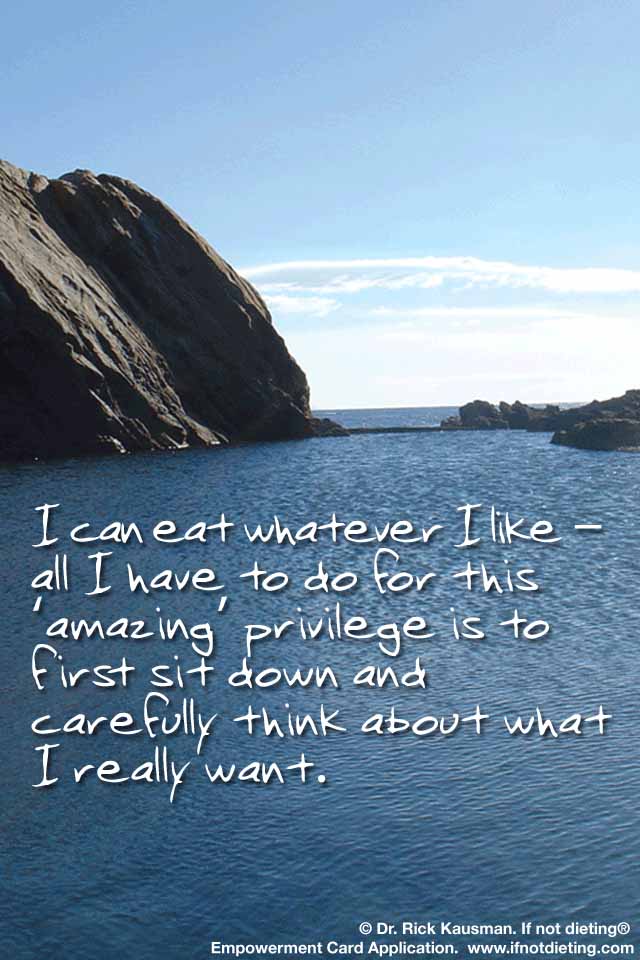 I can eat whatever I like –
all I have to do for this
'amazing' privilege is to
first sit down and
carefully think about what
I really want.
© Dr. Rick Kausman. If not dieting®
Empowerment Card Application. www.ifnotdieting.com